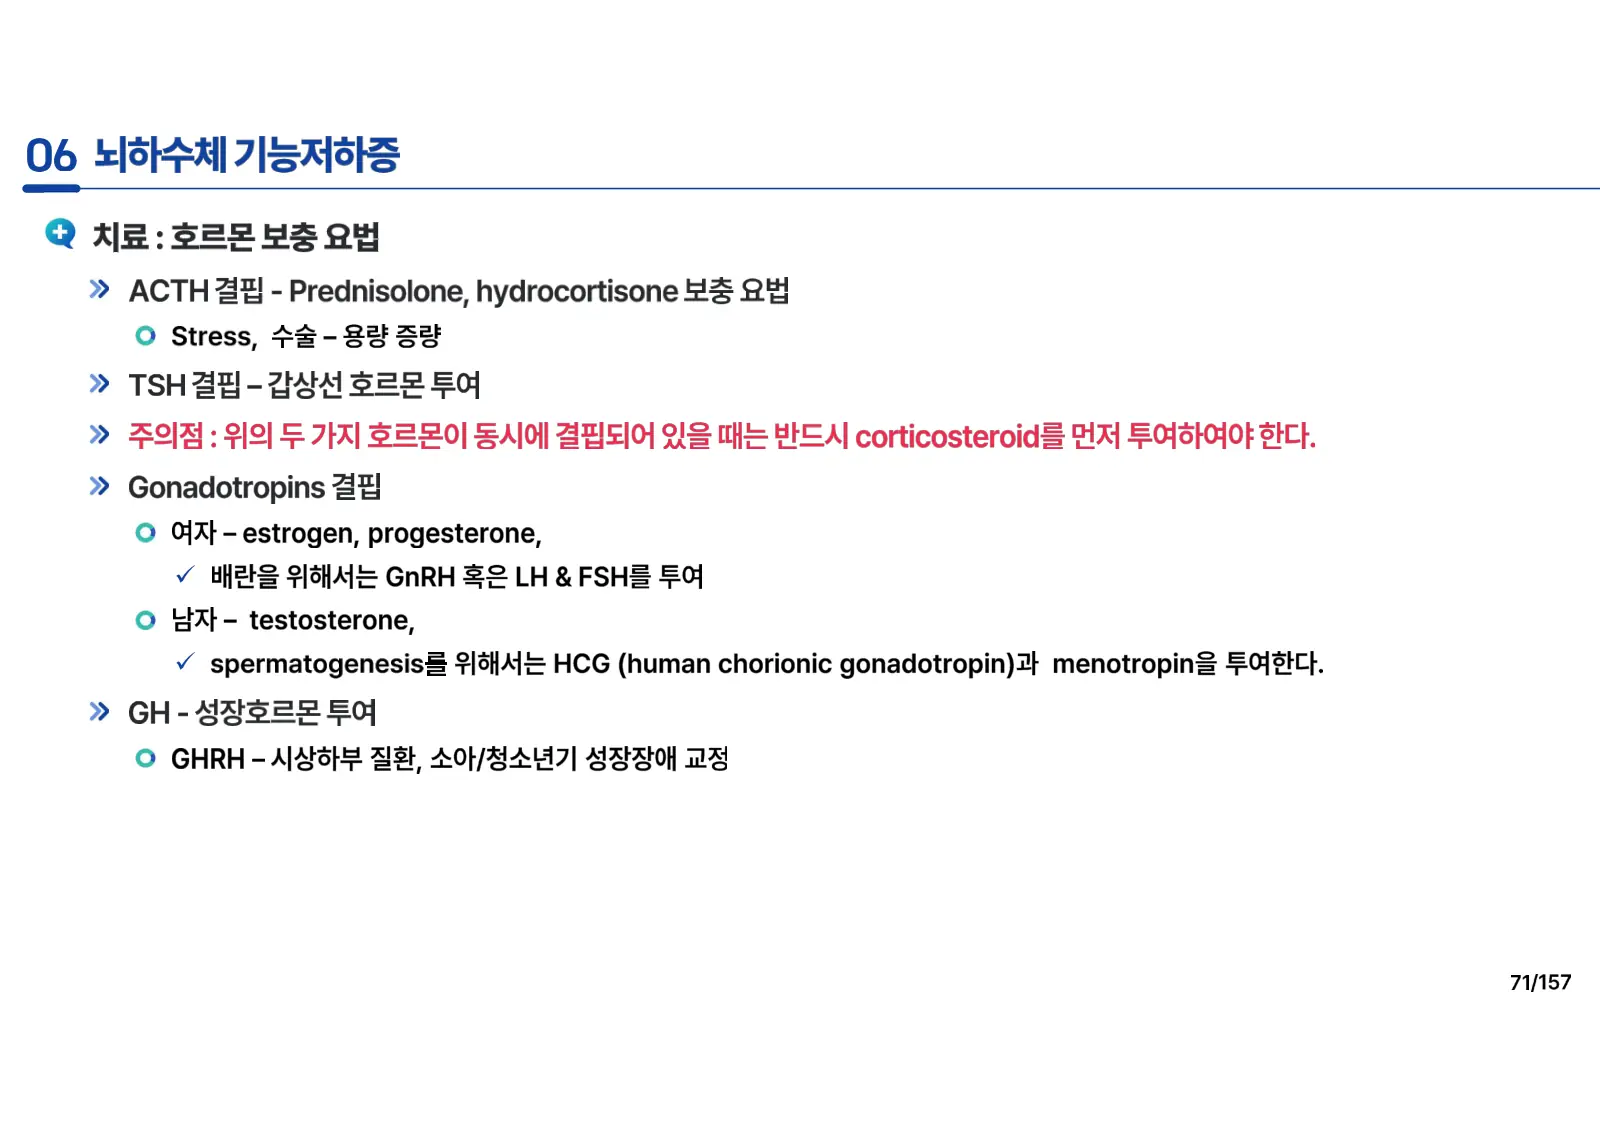 06 뇌하수체 기능저하증
치료 : 호르몬 보충 요법
ACTH 결핍 - Prednisolone, hydrocortisone 보충 요법
Stress, 수술 – 용량 증량
TSH 결핍 – 갑상선 호르몬 투여
주의점 : 위의 두 가지 호르몬이 동시에 결핍되어 있을 때는 반드시 corticosteroid를 먼저 투여하여야 한다.
Gonadotropins 결핍
여자 – estrogen, progesterone,
배란을 위해서는 GnRH 혹은 LH & FSH를 투여
남자 – testosterone,
spermatogenesis를 위해서는 HCG (human chorionic gonadotropin)과 menotropin을 투여한다.
GH - 성장호르몬 투여
GHRH – 시상하부 질환, 소아/청소년기 성장장애 교정
71/157